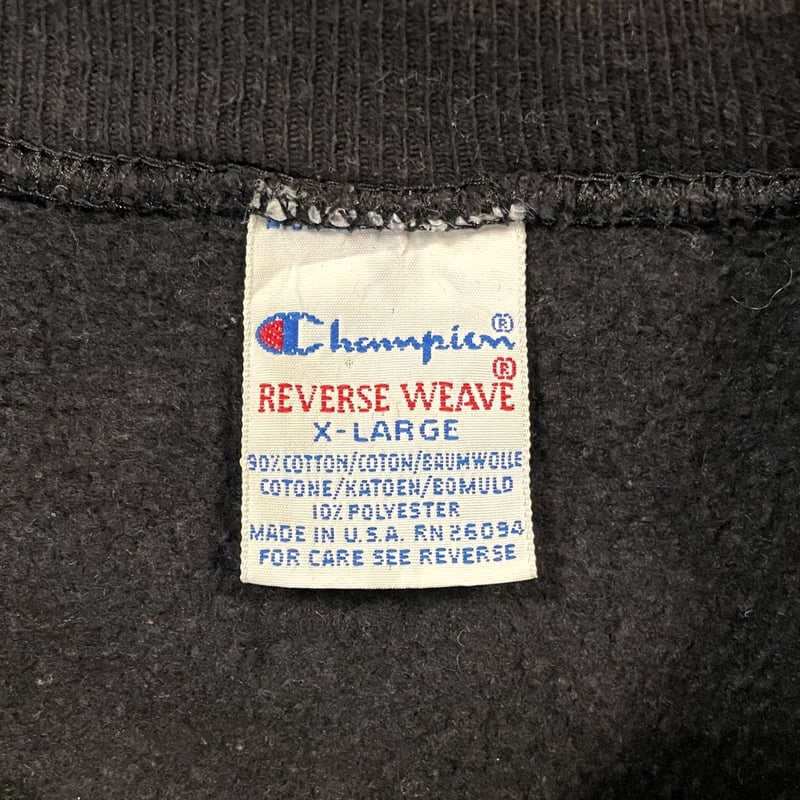 Champion®
REVERSE WEAVE®
X-LARGE
90% COTTON/COTON/BAUMWOLLE
COTONE/KATOEN/BOMULD
10% POLYESTER
MADE IN U.S.A. RN 26094
FOR CARE SEE REVERSE